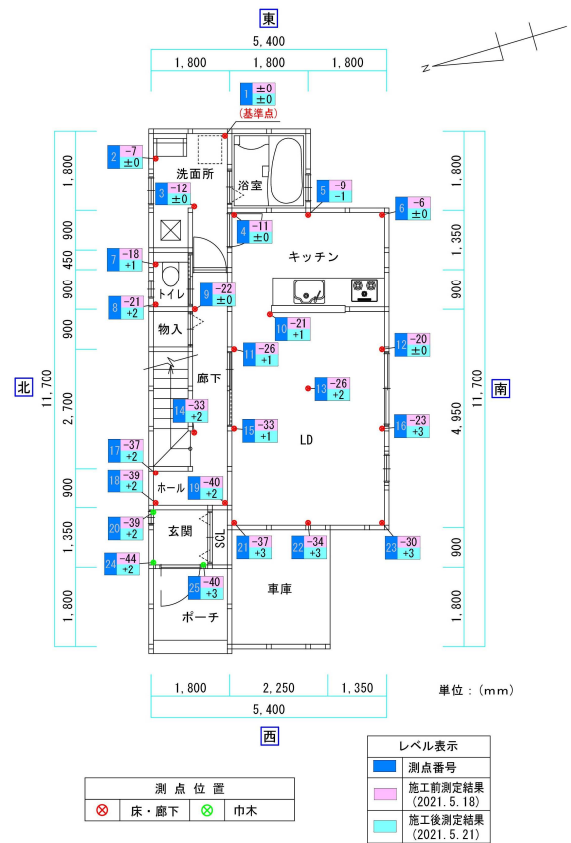 東
5,400
1,800 1,800 1,800
N
1 ±0 ±0
(基準点)
2 -7 ±0
洗面所
3 -12 ±0
浴室
4 -11 ±0
5 -9 -1
6 -6 ±0
キッチン
7 -18 +1
トイレ
8 -21 +2
9 -22 ±0
物入
10 -21 +1
11 -26 +1
12 -20 ±0
廊下
13 -26 +2
14 -33 +2
15 -33 +1
16 -23 +3
LD
17 -37 +2
18 -39 +2
ホール
19 -40 +2
20 -39 +2
玄関
SCL
21 -37 +3
22 -34 +3
23 -30 +3
24 -44 +2
25 -40 +3
車庫
ポーチ
北
11,700
1,800
900
450
900
900
2,700
900
1,350
1,800
南
11,700
1,800
1,350
900
4,950
900
1,800
1,800 2,250 1,350
5,400
西
単位:(mm)
測点位置
床・廊下 巾木
レベル表示
測点番号
施工前測定結果
(2021.5.18)
施工後測定結果
(2021.5.21)